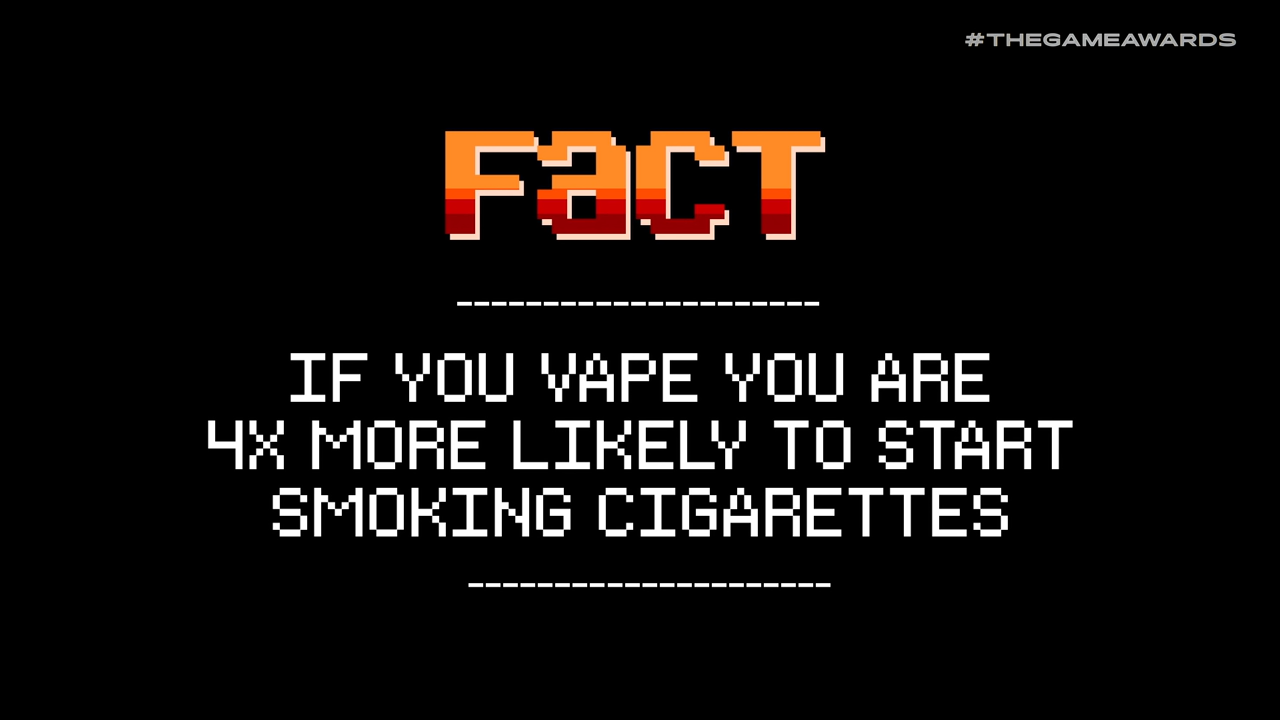 #THEGAMEAWARDS
FacT
--------------------
IF YOU VAPE YOU ARE
4X MORE LIKELY TO START
SMOKING CIGARETTES
--------------------